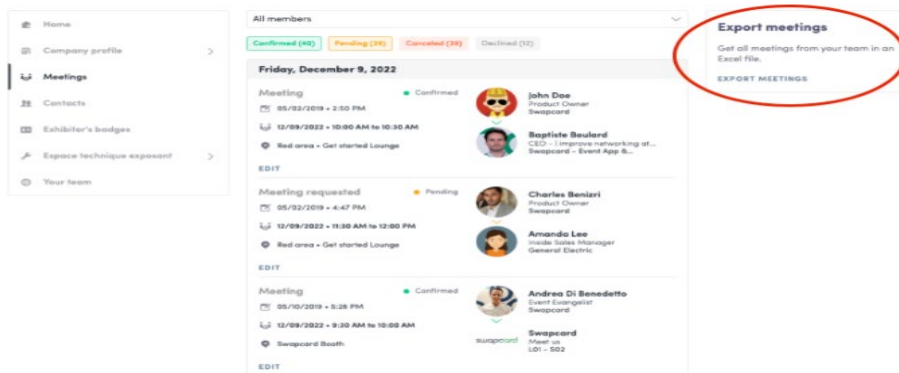 Home
Company profile
Meetings
Contacts
Exhibitor's badges
Espace technique exposant
Your team
All members
Confirmed (40)
Pending (39)
Canceled (39)
Declined (12)
Friday, December 9, 2022
Meeting
Confirmed
05/02/2019 • 2:50 PM
12/09/2022 • 10:00 AM to 10:30 AM
Red area • Get started Lounge
EDIT
John Doe
Product Owner
Swapcard
Baptiste Boulard
CEO - I improve networking at...
Swapcard - Event App &...
Meeting requested
Pending
05/02/2019 • 4:47 PM
12/09/2022 • 11:30 AM to 12:00 PM
Red area • Get started Lounge
EDIT
Charles Benizri
Product Owner
Swapcard
Amanda Lee
Inside Sales Manager
General Electric
Meeting
Confirmed
05/10/2019 • 5:28 PM
12/09/2022 • 9:30 AM to 10:00 AM
Swapcard Booth
EDIT
Andrea Di Benedetto
Event Evangelist
Swapcard
swapcard
Swapcard
Meet us
L01 - S02
Export meetings
Get all meetings from your team in an
Excel file.
EXPORT MEETINGS